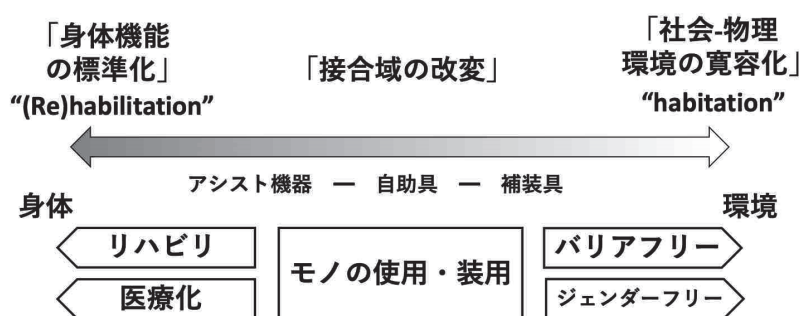 「身体機能
の標準化」
“(Re)habilitation”
「接合域の改変」
「社会-物理
環境の寛容化」
“habitation”
アシスト機器 ー 自助具 ー 補装具
身体
環境
リハビリ
モノの使用・装用
バリアフリー
医療化
ジェンダーフリー